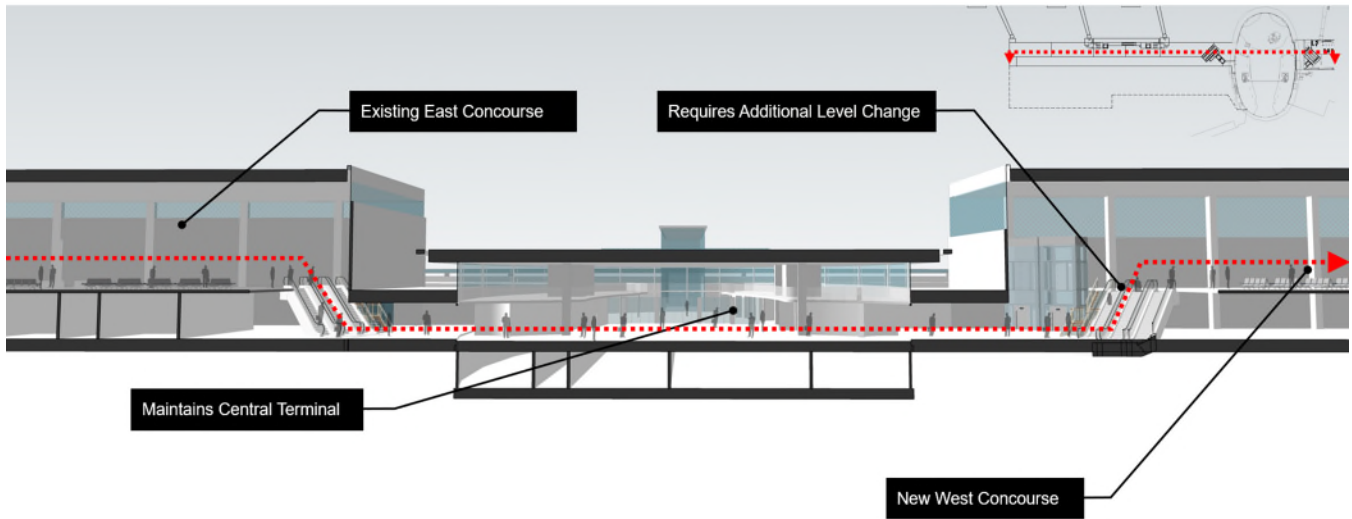 Existing East Concourse
Requires Additional Level Change
Maintains Central Terminal
New West Concourse